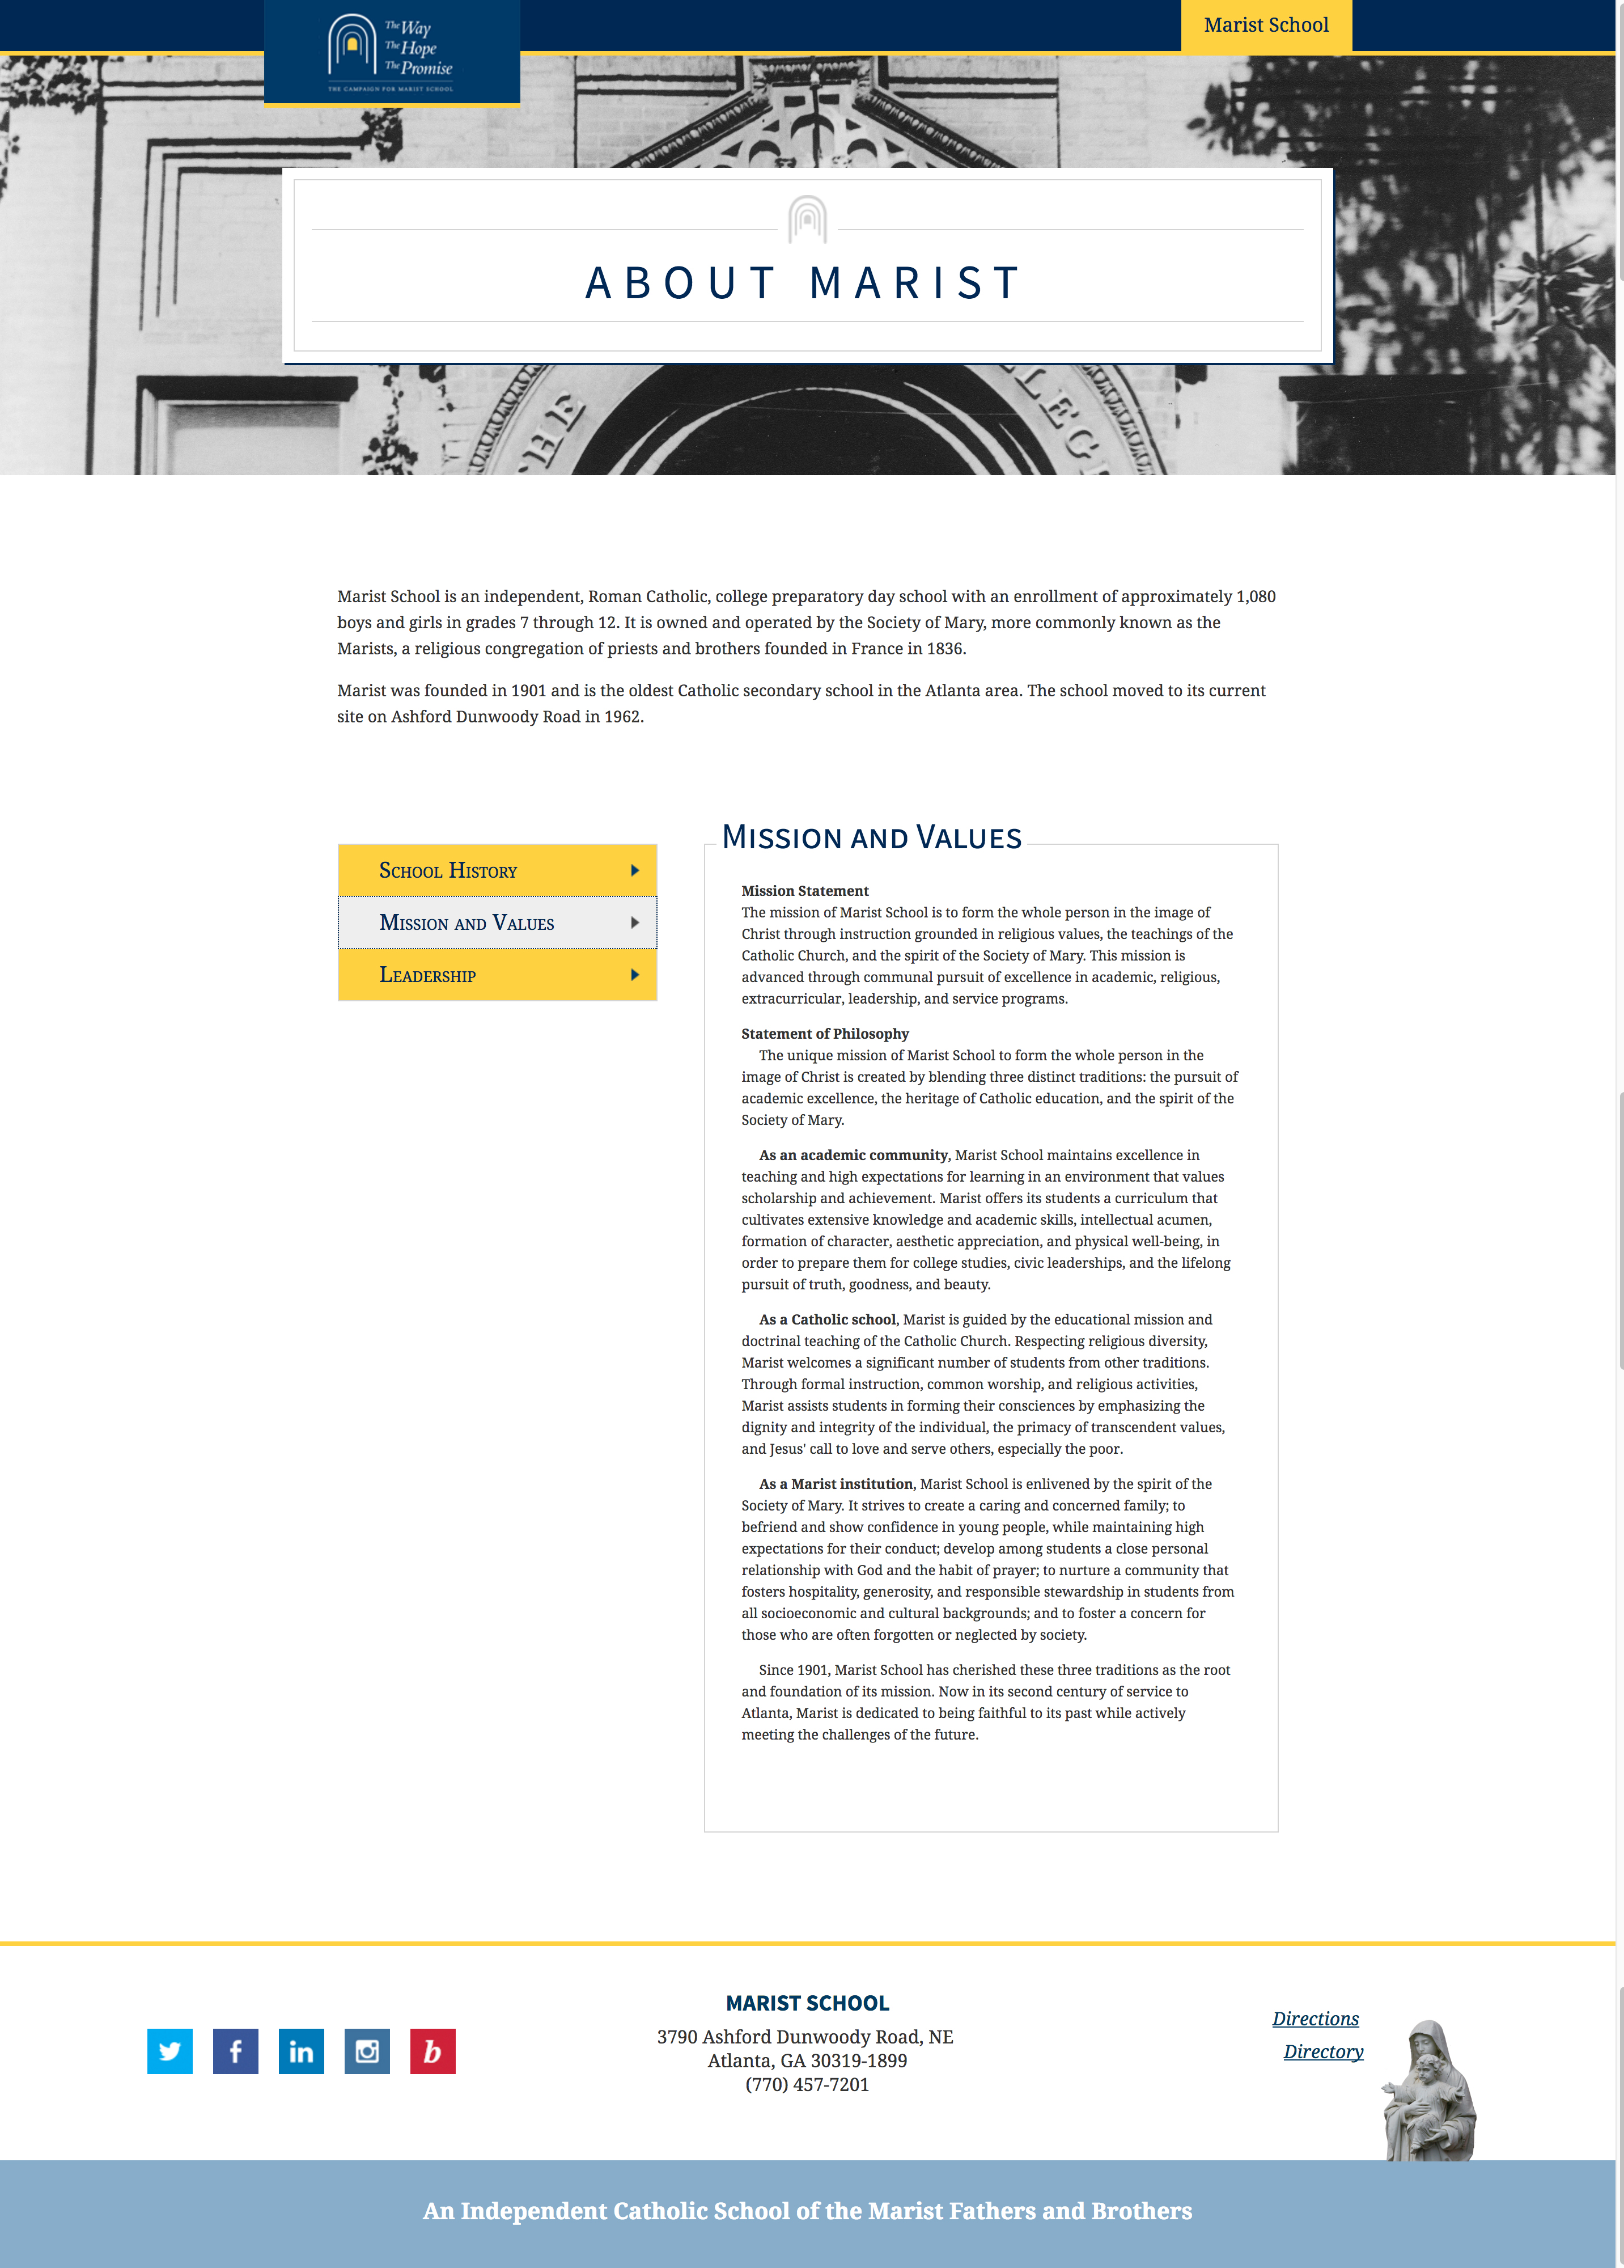 The Way
The Hope
The Promise
THE CAMPAIGN FOR MARIST SCHOOL
Marist School
ABOUT MARIST
THE
LLEGE
Marist School is an independent, Roman Catholic, college preparatory day school with an enrollment of approximately 1,080
boys and girls in grades 7 through 12. It is owned and operated by the Society of Mary, more commonly known as the
Marists, a religious congregation of priests and brothers founded in France in 1836.
Marist was founded in 1901 and is the oldest Catholic secondary school in the Atlanta area. The school moved to its current
site on Ashford Dunwoody Road in 1962.
School History
Mission and Values
Leadership
Mission and Values
Mission Statement
The mission of Marist School is to form the whole person in the image of
Christ through instruction grounded in religious values, the teachings of the
Catholic Church, and the spirit of the Society of Mary. This mission is
advanced through communal pursuit of excellence in academic, religious,
extracurricular, leadership, and service programs.
Statement of Philosophy
The unique mission of Marist School to form the whole person in the
image of Christ is created by blending three distinct traditions: the pursuit of
academic excellence, the heritage of Catholic education, and the spirit of the
Society of Mary.
As an academic community, Marist School maintains excellence in
teaching and high expectations for learning in an environment that values
scholarship and achievement. Marist offers its students a curriculum that
cultivates extensive knowledge and academic skills, intellectual acumen,
formation of character, aesthetic appreciation, and physical well-being, in
order to prepare them for college studies, civic leaderships, and the lifelong
pursuit of truth, goodness, and beauty.
As a Catholic school, Marist is guided by the educational mission and
doctrinal teaching of the Catholic Church. Respecting religious diversity,
Marist welcomes a significant number of students from other traditions.
Through formal instruction, common worship, and religious activities,
Marist assists students in forming their consciences by emphasizing the
dignity and integrity of the individual, the primacy of transcendent values,
and Jesus' call to love and serve others, especially the poor.
As a Marist institution, Marist School is enlivened by the spirit of the
Society of Mary. It strives to create a caring and concerned family; to
befriend and show confidence in young people, while maintaining high
expectations for their conduct; develop among students a close personal
relationship with God and the habit of prayer; to nurture a community that
fosters hospitality, generosity, and responsible stewardship in students from
all socioeconomic and cultural backgrounds; and to foster a concern for
those who are often forgotten or neglected by society.
Since 1901, Marist School has cherished these three traditions as the root
and foundation of its mission. Now in its second century of service to
Atlanta, Marist is dedicated to being faithful to its past while actively
meeting the challenges of the future.
MARIST SCHOOL
3790 Ashford Dunwoody Road, NE
Atlanta, GA 30319-1899
(770) 457-7201
Directions
Directory
An Independent Catholic School of the Marist Fathers and Brothers